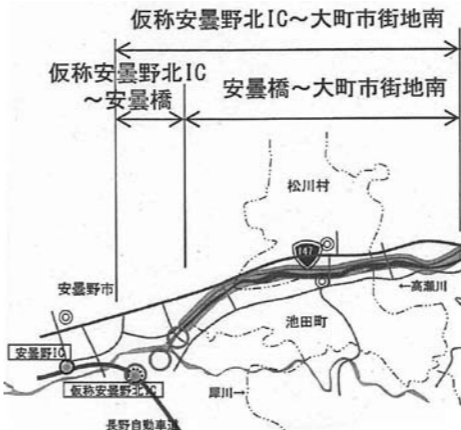 仮称安曇野北IC～大町市街地南
仮称安曇野北IC
～安曇橋
安曇橋～大町市街地南
松川村
147
安曇野市
←高瀬川
池田町
安曇野IC
仮称安曇野北IC
犀川→
長野自動車道